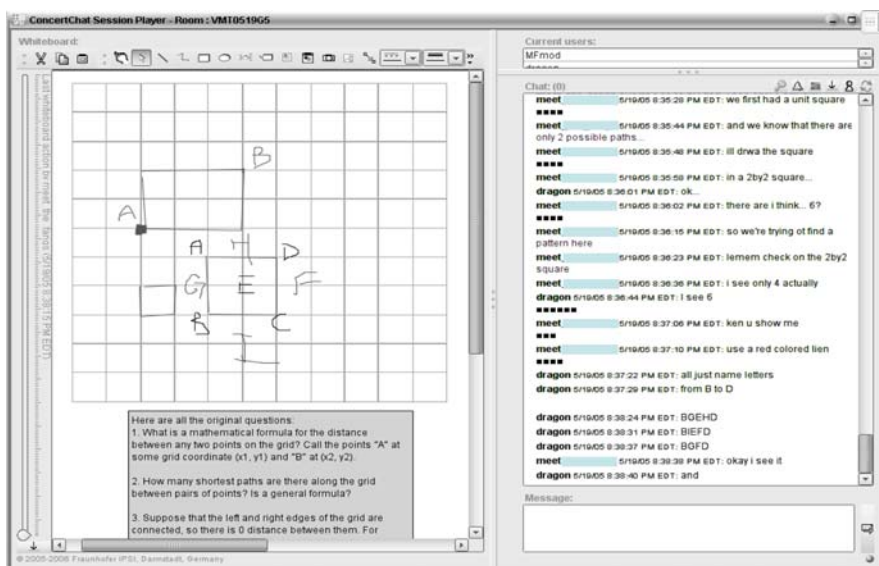 ConcertChat Session Player - Room : VMT0519G5
Whiteboard:
Current users:
MFmod
dragon
Last whiteboard action by meet the fanos (5/19/05 8:38:15 PM EDT)
Chat: (0)
A
B
A H D
G E F
B C
I
meet 5/19/05 8:35:28 PM EDT: we first had a unit square
meet 5/19/05 8:35:44 PM EDT: and we know that there are
only 2 possible paths...
meet 5/19/05 8:35:48 PM EDT: ill drwa the square
meet 5/19/05 8:35:58 PM EDT: in a 2by2 square...
dragon 5/19/05 8:36:01 PM EDT: ok...
meet 5/19/05 8:36:02 PM EDT: there are i think... 6?
meet 5/19/05 8:36:15 PM EDT: so we're trying ot find a
pattern here
meet 5/19/05 8:36:23 PM EDT: lemem check on the 2by2
square
meet 5/19/05 8:36:36 PM EDT: i see only 4 actually
dragon 5/19/05 8:36:44 PM EDT: I see 6
meet 5/19/05 8:37:06 PM EDT: ken u show me
meet 5/19/05 8:37:10 PM EDT: use a red colored lien
dragon 5/19/05 8:37:22 PM EDT: all just name letters
dragon 5/19/05 8:37:29 PM EDT: from B to D
dragon 5/19/05 8:38:24 PM EDT: BGEHD
dragon 5/19/05 8:38:31 PM EDT: BIEFD
dragon 5/19/05 8:38:37 PM EDT: BGFD
meet 5/19/05 8:38:38 PM EDT: okay i see it
dragon 5/19/05 8:38:40 PM EDT: and
Here are all the original questions:
1. What is a mathematical formula for the distance
between any two points on the grid? Call the points "A" at
some grid coordinate (x1, y1) and "B" at (x2, y2).
2. How many shortest paths are there along the grid
between pairs of points? Is a general formula?
3. Suppose that the left and right edges of the grid are
connected, so there is 0 distance between them. For
Message:
© 2005-2006 Fraunhofer IPSI, Darmstadt, Germany